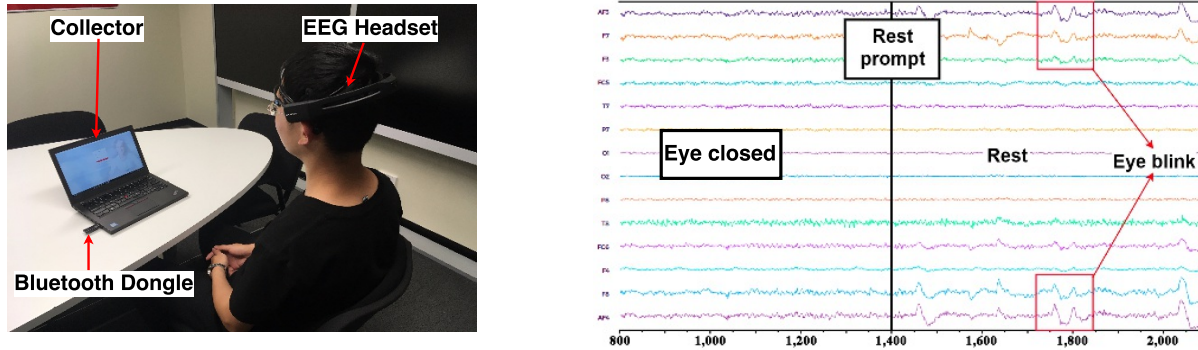 Collector
EEG Headset
Bluetooth Dongle
AF3
F7
F3
FC5
T7
P7
O1
O2
P8
T8
FC6
F4
F8
AF4
Rest
prompt
Eye closed
Rest
Eye blink
800
1,000
1,200
1,400
1,600
1,800
2,000